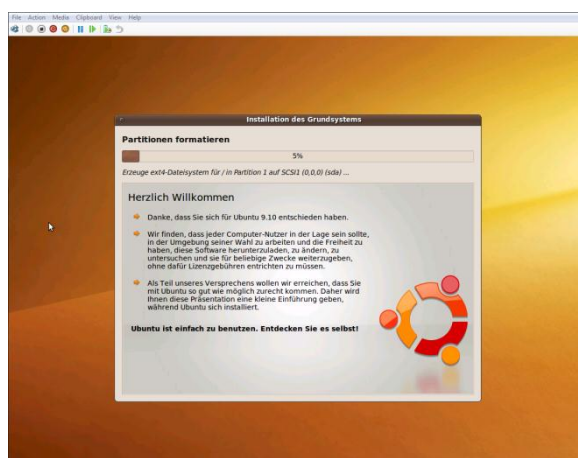 File Action Media Clipboard View Help
Installation des Grundsystems
Partitionen formatieren
5%
Erzeuge ext4-Dateisystem für / in Partition 1 auf SCSI1 (0,0,0) (sda) ...
Herzlich Willkommen
Danke, dass Sie sich für Ubuntu 9.10 entschieden haben.
Wir finden, dass jeder Computer-Nutzer in der Lage sein sollte,
in der Umgebung seiner Wahl zu arbeiten und die Freiheit zu
haben, diese Software herunterzuladen, zu ändern, zu
untersuchen und sie für beliebige Zwecke weiterzugeben,
ohne dafür Lizenzgebühren entrichten zu müssen.
Als Teil unseres Versprechens wollen wir erreichen, dass Sie
mit Ubuntu so gut wie möglich zurecht kommen. Daher wird
Ihnen diese Präsentation eine kleine Einführung geben,
während Ubuntu sich installiert.
Ubuntu ist einfach zu benutzen. Entdecken Sie es selbst!